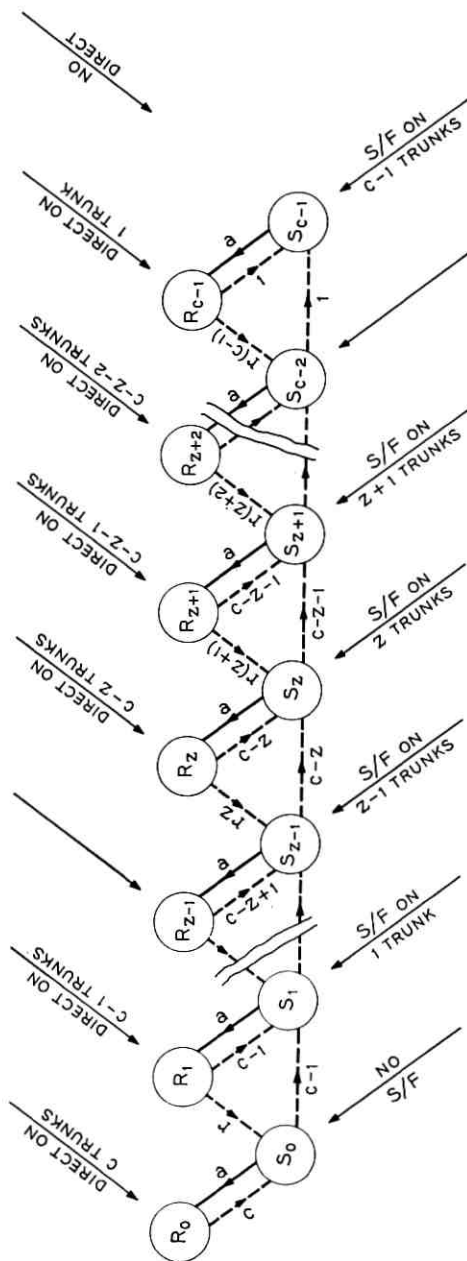 DIRECT ON
C TRUNKS
DIRECT ON
C-1 TRUNKS
DIRECT ON
C-Z TRUNKS
DIRECT ON
C-Z-1 TRUNKS
DIRECT ON
C-Z-2 TRUNKS
DIRECT ON
1 TRUNK
NO
DIRECT
R0
R1
RZ-1
RZ
RZ+1
RZ+2
RC-1
a
C
r
a
C-1
a
C-Z+1
rZ
a
C-Z
r(Z+1)
a
C-Z-1
r(Z+2)
a
r(C-1)
a
1
S0
C-1
S1
SZ-1
C-Z
SZ
C-Z-1
SZ+1
SC-2
1
SC-1
NO
S/F
S/F ON
1 TRUNK
S/F ON
Z-1 TRUNKS
S/F ON
Z TRUNKS
S/F ON
Z+1 TRUNKS
S/F ON
C-1 TRUNKS